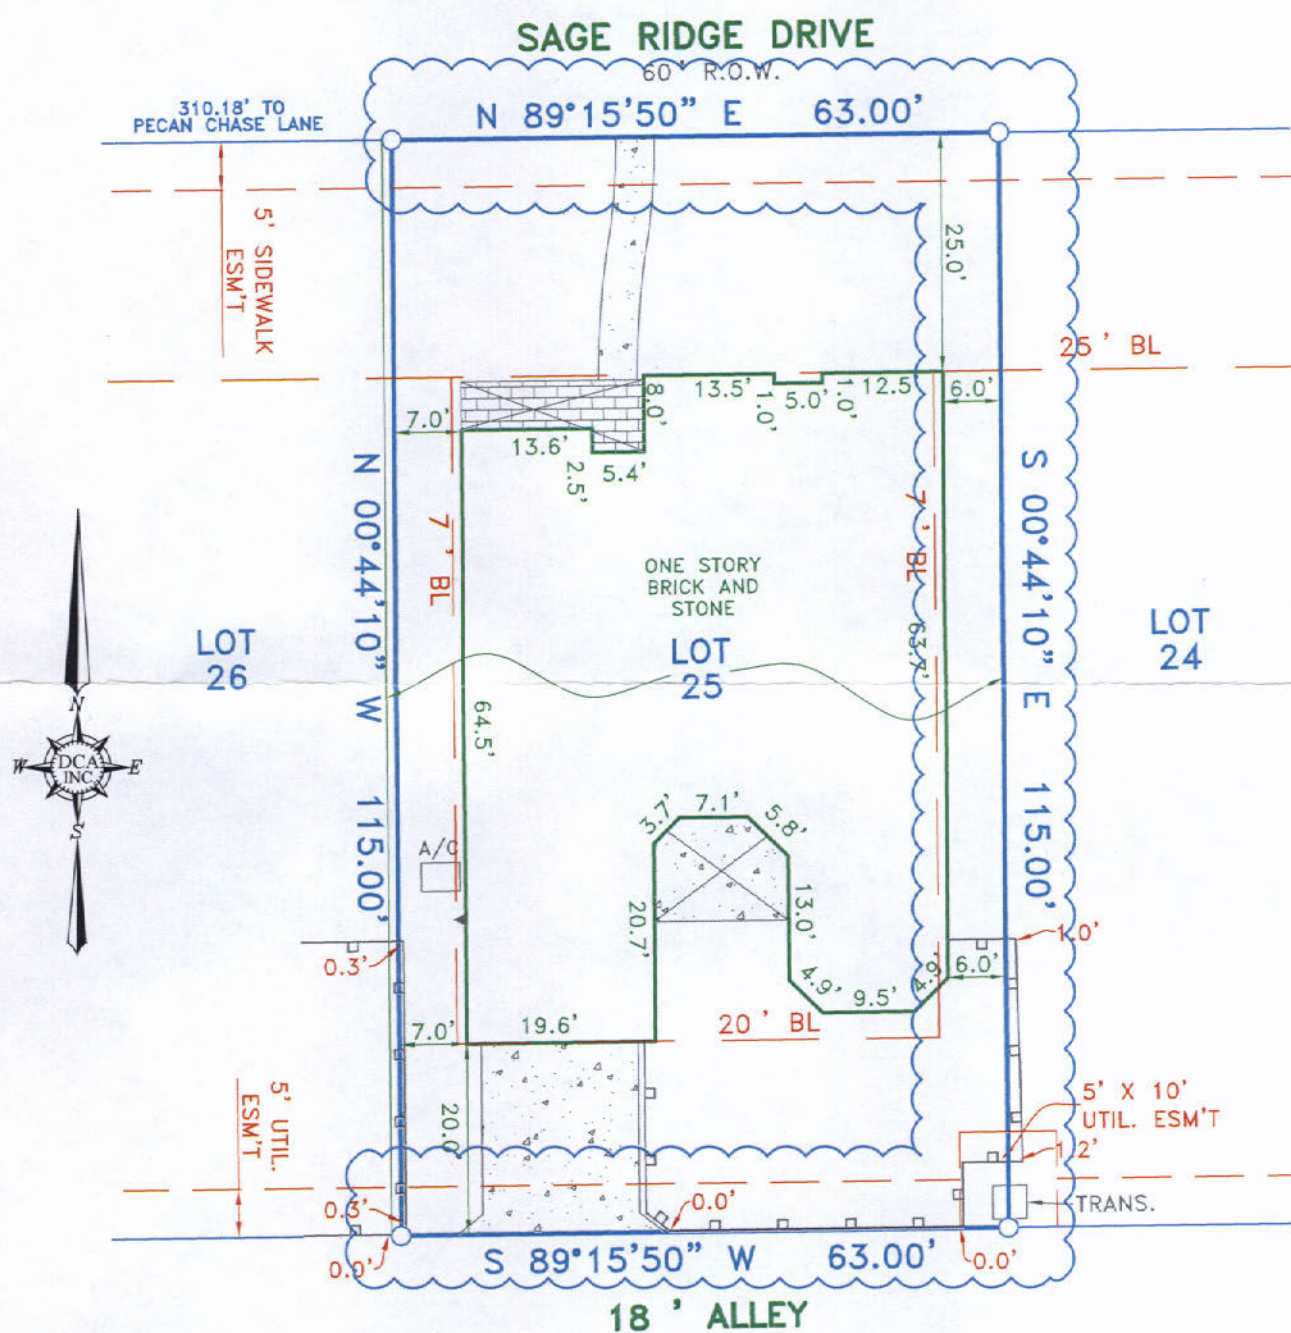 SAGE RIDGE DRIVE
60' R.O.W.
310.18' TO
PECAN CHASE LANE
N 89°15'50" E 63.00'
5' SIDEWALK
ESM'T
25.0'
25 ' BL
13.5'
1.0'
5.0'
1.0'
12.5
6.0'
8.0'
7.0'
13.6'
2.5'
5.4'
N 00°44'10" W 115.00'
7 ' BL
7 ' BL
S 00°44'10" E 115.00'
ONE STORY
BRICK AND
STONE
LOT
26
LOT
25
LOT
24
63.7'
64.5'
N
W
DCA
INC
E
S
A/C
3.7'
7.1'
5.8'
20.7'
13.0'
4.9'
9.5'
4.9'
6.0'
1.0'
0.3'
7.0'
19.6'
20 ' BL
5' UTIL.
ESM'T
20.0'
5' X 10'
UTIL. ESM'T
1.2'
TRANS.
0.3'
0.0'
0.0'
0.0'
S 89°15'50" W 63.00'
18 ' ALLEY